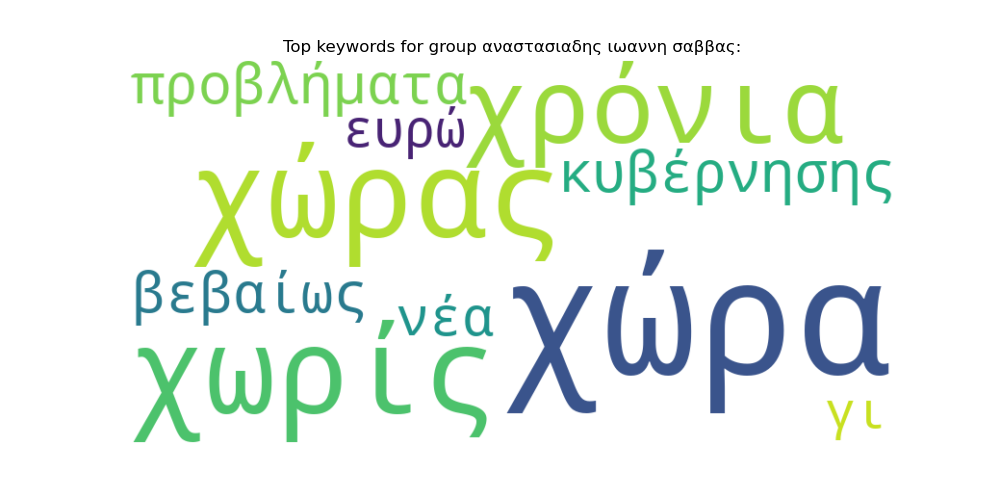 Top keywords for group αναστασιαδης ιωαννη σαββας:
προβλήματα
χρόνια
ευρώ
κυβέρνησης
χώρας
βεβαίως
νέα
χώρα
χωρίς
γι